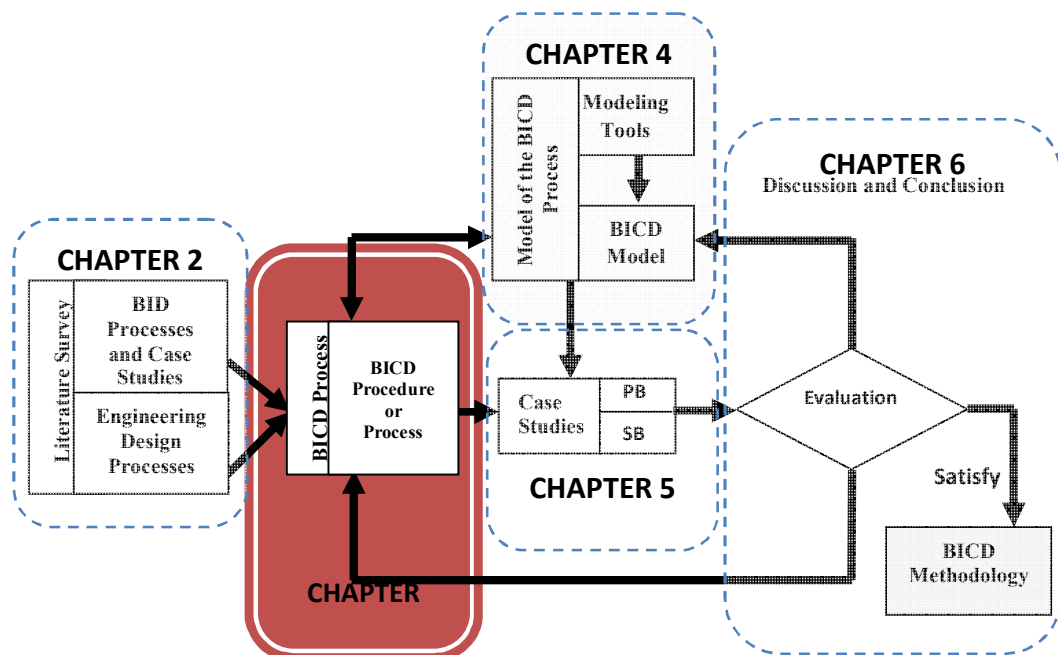 CHAPTER 2
Literature Survey
BID
Processes
and Case
Studies
Engineering
Design
Processes
CHAPTER
BICD Process
BICD
Procedure
or
Process
CHAPTER 4
Model of the BICD
Process
Modeling
Tools
BICD
Model
Case
Studies
PB
SB
CHAPTER 5
CHAPTER 6
Discussion and Conclusion
Evaluation
Satisfy
BICD
Methodology